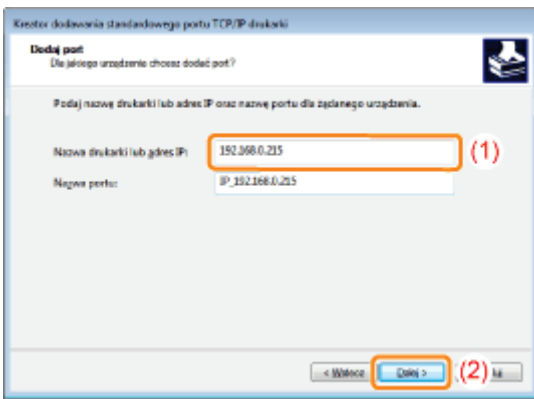 Kreator dodawania standardowego portu TCP/IP drukarki
Dodaj port
Dla jakiego urządzenia chcesz dodać port?
Podaj nazwę drukarki lub adres IP oraz nazwę portu dla żądanego urządzenia.
Nazwa drukarki lub adres IP: 192.168.0.215 (1)
Nazwa portu: IP_192.168.0.215
< Wstecz Dalej > (2)